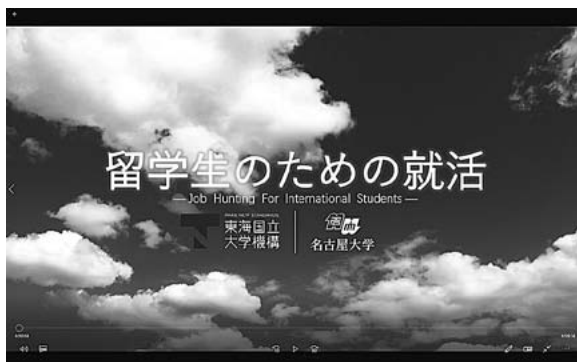 留学生のための就活
Job Hunting For International Students
東海国立
大学機構
名古屋大学